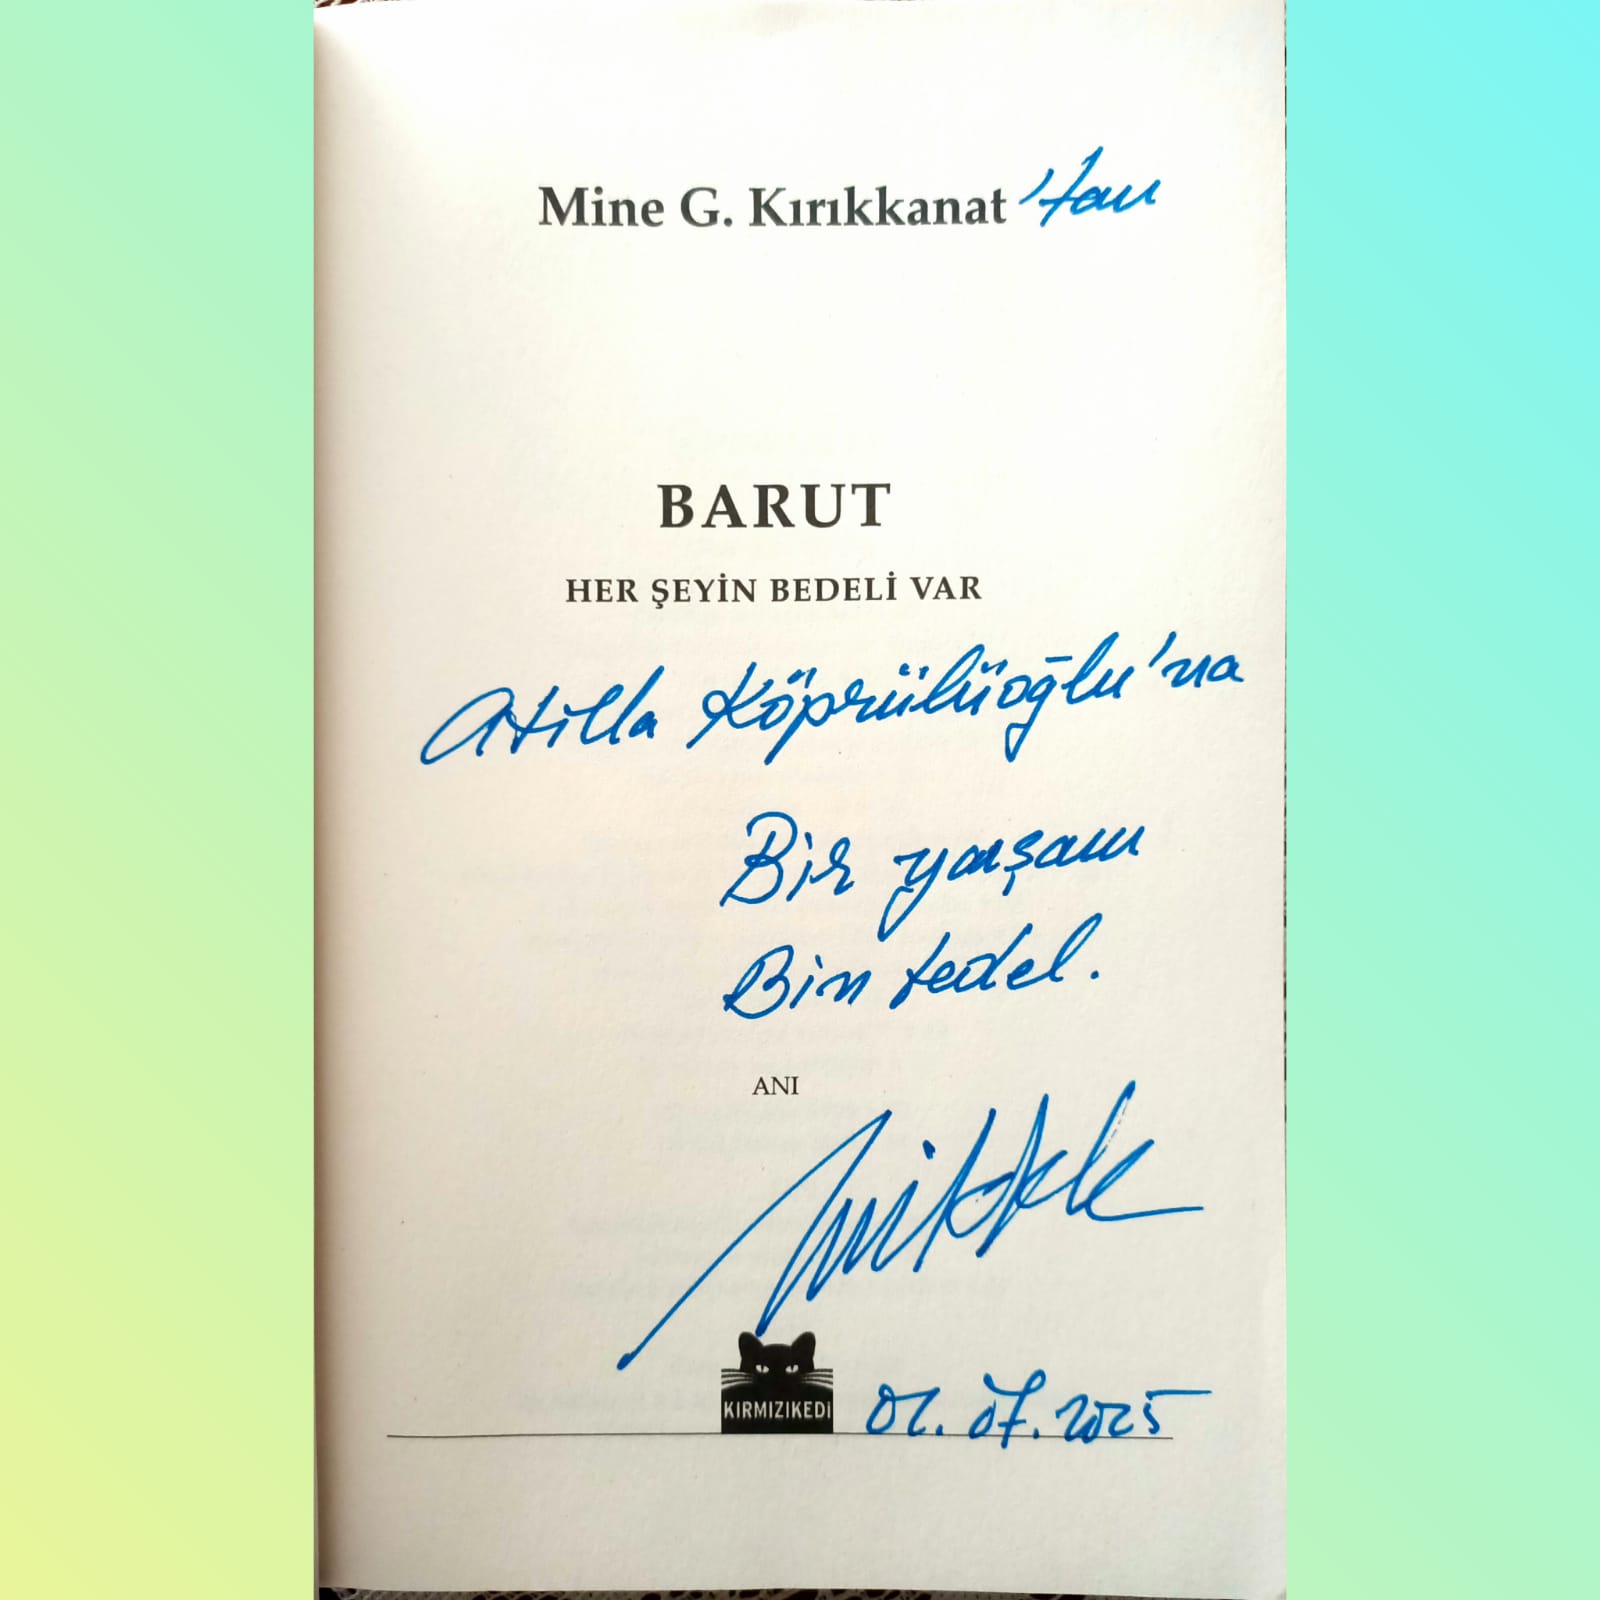 Mine G. Kırıkkanat 'tan
BARUT
HER ŞEYİN BEDELİ VAR
Atilla Köprülüoğlu'na
Bir yaşam
Bin bedel.
ANI
KIRMIZIKEDİ
01.07.2025